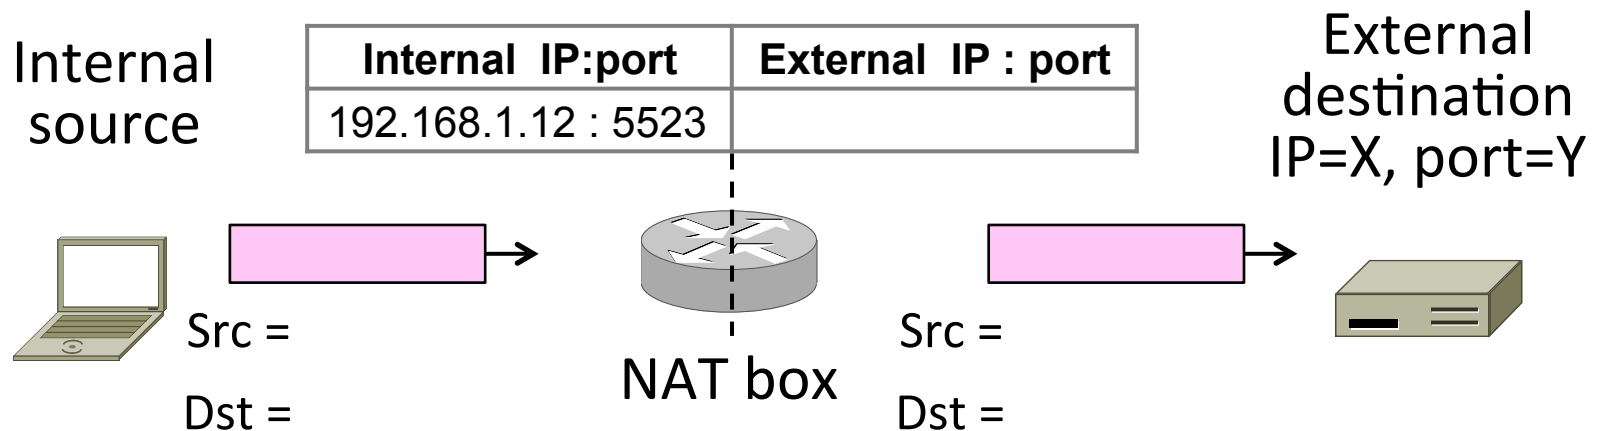 Internal
source
Internal IP:port
External IP : port
192.168.1.12 : 5523
External
destination
IP=X, port=Y
Src =
Dst =
NAT box
Src =
Dst =